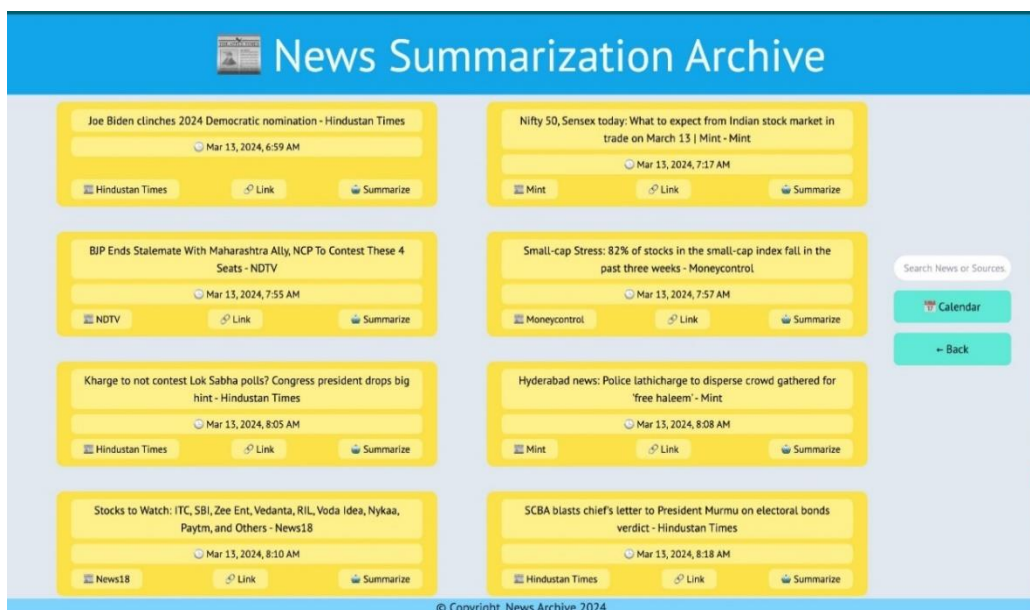 News Summarization Archive
Joe Biden clinches 2024 Democratic nomination - Hindustan Times
Mar 13, 2024, 6:59 AM
Hindustan Times Link Summarize
Nifty 50, Sensex today: What to expect from Indian stock market in
trade on March 13 | Mint - Mint
Mar 13, 2024, 7:17 AM
Mint Link Summarize
BJP Ends Stalemate With Maharashtra Ally, NCP To Contest These 4
Seats - NDTV
Mar 13, 2024, 7:55 AM
NDTV Link Summarize
Small-cap Stress: 82% of stocks in the small-cap index fall in the
past three weeks - Moneycontrol
Mar 13, 2024, 7:57 AM
Moneycontrol Link Summarize
Kharge to not contest Lok Sabha polls? Congress president drops big
hint - Hindustan Times
Mar 13, 2024, 8:05 AM
Hindustan Times Link Summarize
Hyderabad news: Police lathicharge to disperse crowd gathered for
'free haleem' - Mint
Mar 13, 2024, 8:08 AM
Mint Link Summarize
Stocks to Watch: ITC, SBI, Zee Ent, Vedanta, RIL, Voda Idea, Nykaa,
Paytm, and Others - News18
Mar 13, 2024, 8:10 AM
News18 Link Summarize
SCBA blasts chief's letter to President Murmu on electoral bonds
verdict - Hindustan Times
Mar 13, 2024, 8:18 AM
Hindustan Times Link Summarize
Search News or Sources.
Calendar
← Back
© Copyright, News Archive 2024